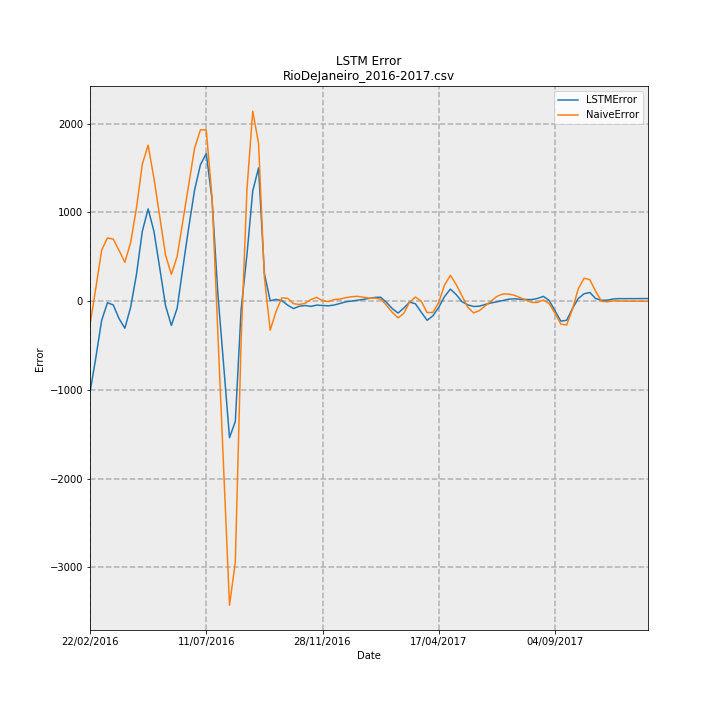 LSTM Error
RioDeJaneiro_2016-2017.csv
LSTMError
NaiveError
2000
1000
0
−1000
−2000
−3000
Error
22/02/2016
11/07/2016
28/11/2016
17/04/2017
04/09/2017
Date